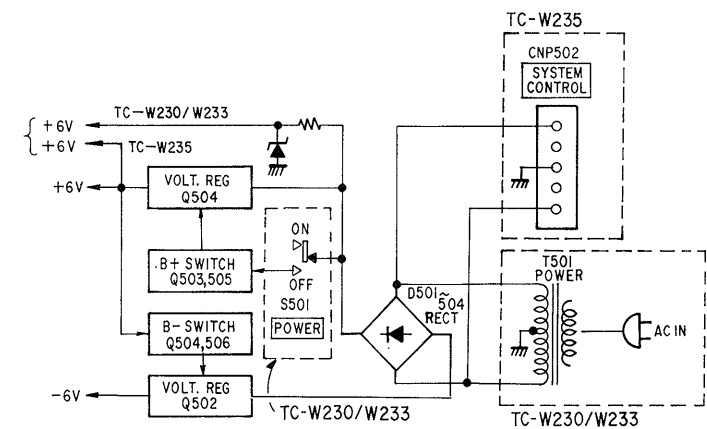 TC-W235
CNP502
SYSTEM
CONTROL
TC-W230/W233
+6V
+6V
TC-W235
+6V
VOLT. REG
Q504
ON
OFF
S501
POWER
B+ SWITCH
Q503,505
B- SWITCH
Q504,506
-6V
VOLT. REG
Q502
TC-W230/W233
D501~
504
RECT
T501
POWER
AC IN
TC-W230/W233